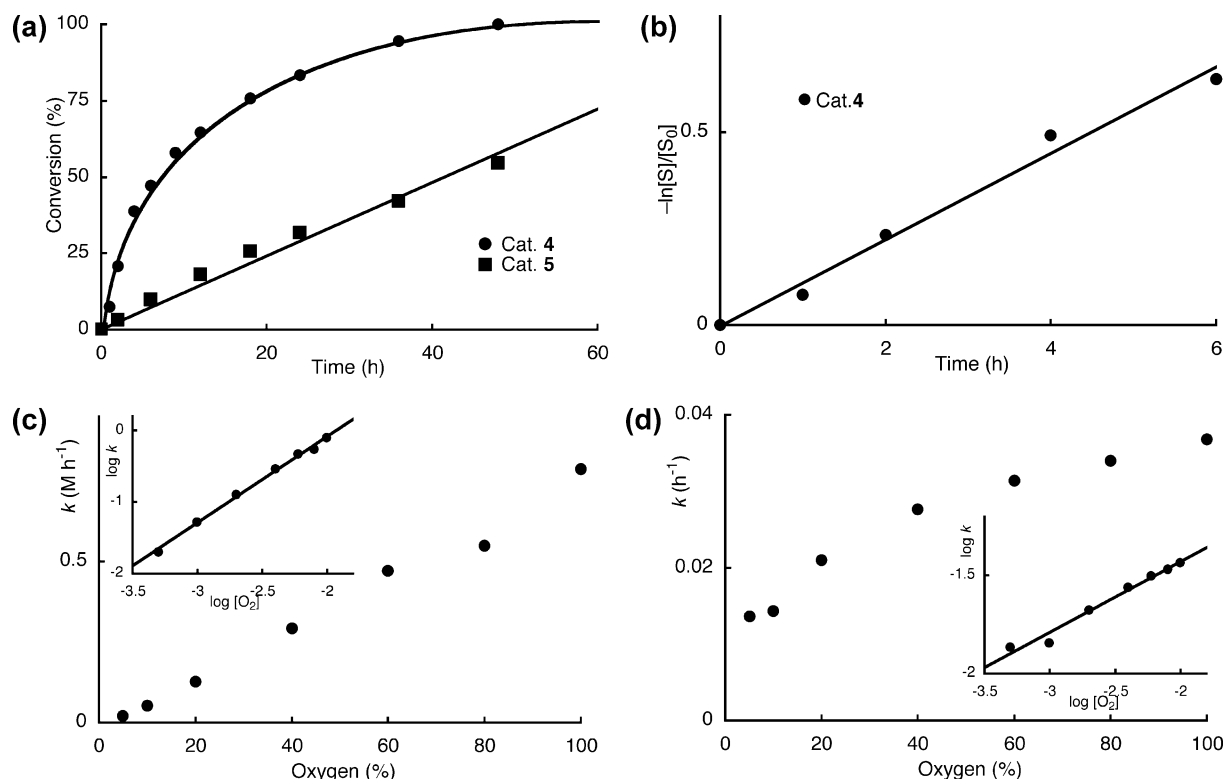 (a)
100
75
50
25
0
Conversion (%)
Cat. 4
Cat. 5
0 20 40 60
Time (h)
(b)
0.5
0
–ln[S]/[S₀]
Cat.4
0 2 4 6
Time (h)
(c)
0.5
0
k (M h⁻¹)
0
-1
-2
log k
-3.5 -3 -2.5 -2
log [O₂]
0 20 40 60 80 100
Oxygen (%)
(d)
0.04
0.02
0
k (h⁻¹)
log k
-1.5
-2
-3.5 -3 -2.5 -2
log [O₂]
0 20 40 60 80 100
Oxygen (%)